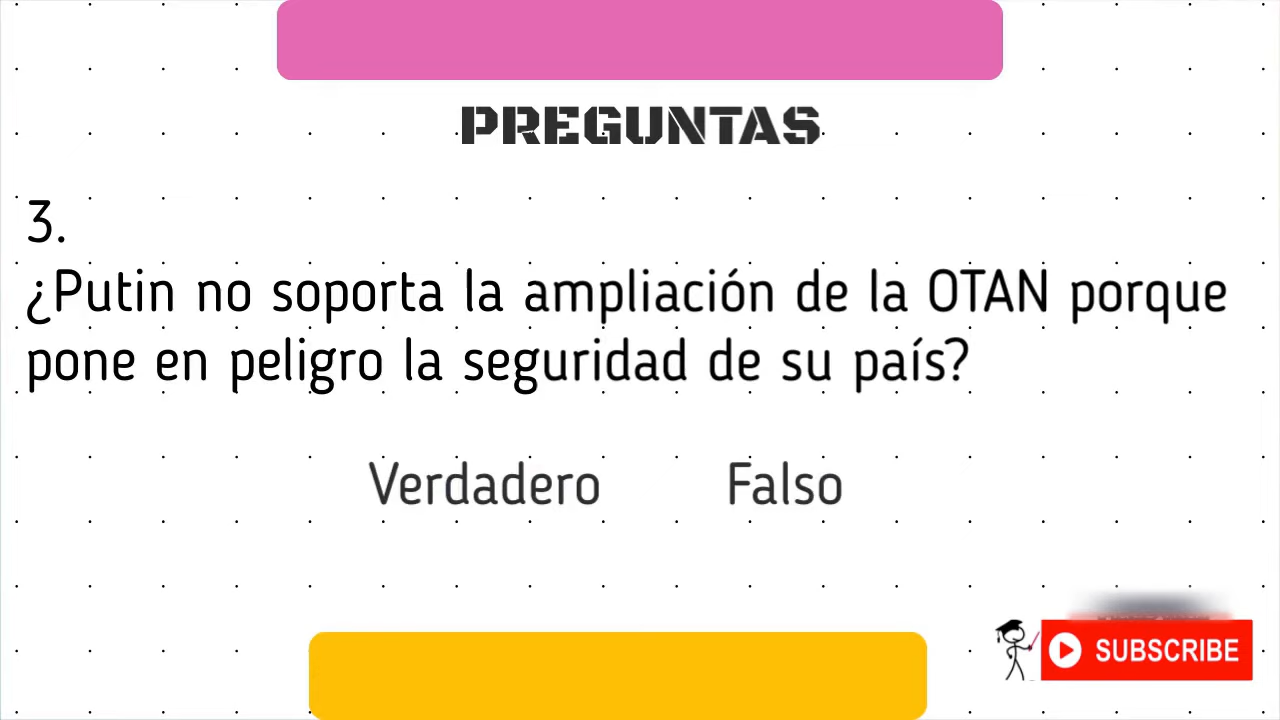 PREGUNTAS
3.
¿Putin no soporta la ampliación de la OTAN porque
pone en peligro la seguridad de su país?
Verdadero Falso
SUBSCRIBE